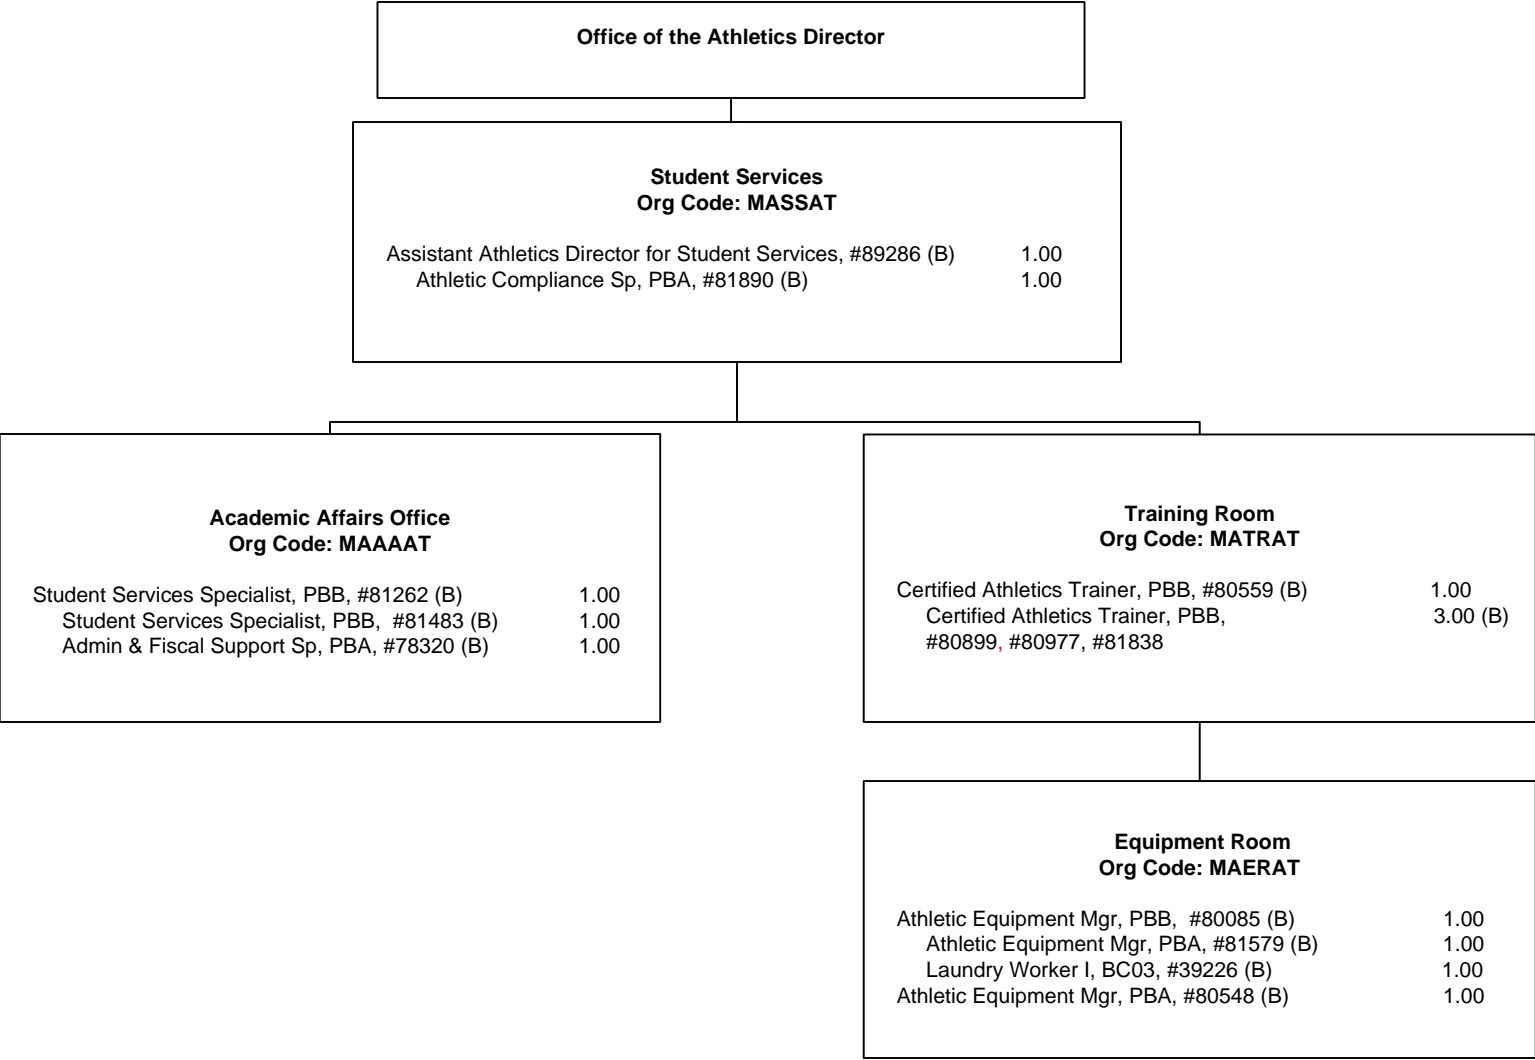 Office of the Athletics Director
Student Services
Org Code: MASSAT
Assistant Athletics Director for Student Services, #89286 (B) 1.00
Athletic Compliance Sp, PBA, #81890 (B) 1.00
Academic Affairs Office
Org Code: MAAAAT
Student Services Specialist, PBB, #81262 (B) 1.00
Student Services Specialist, PBB, #81483 (B) 1.00
Admin & Fiscal Support Sp, PBA, #78320 (B) 1.00
Training Room
Org Code: MATRAT
Certified Athletics Trainer, PBB, #80559 (B) 1.00
Certified Athletics Trainer, PBB, 3.00 (B)
#80899, #80977, #81838
Equipment Room
Org Code: MAERAT
Athletic Equipment Mgr, PBB, #80085 (B) 1.00
Athletic Equipment Mgr, PBA, #81579 (B) 1.00
Laundry Worker I, BC03, #39226 (B) 1.00
Athletic Equipment Mgr, PBA, #80548 (B) 1.00